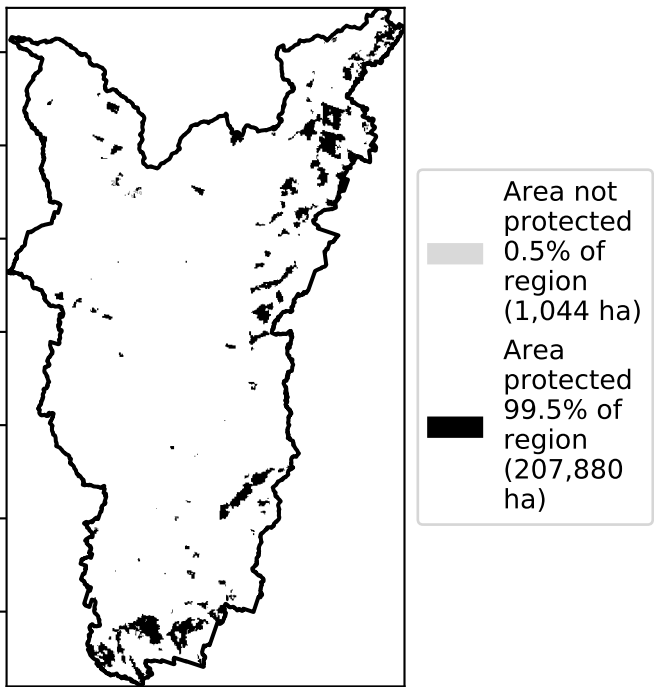 Area not
protected
0.5% of
region
(1,044 ha)
Area
protected
99.5% of
region
(207,880
ha)